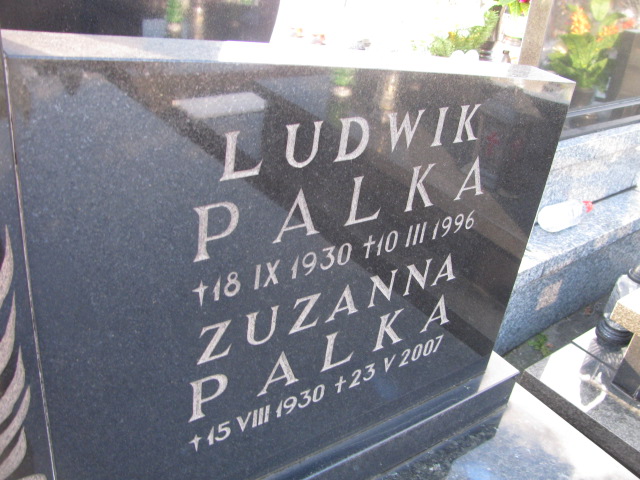 LUDWIK
PALKA
†18 IX 1930 †10 III 1996
ZUZANNA
PALKA
†15 VIII 1930 †23 V 2007